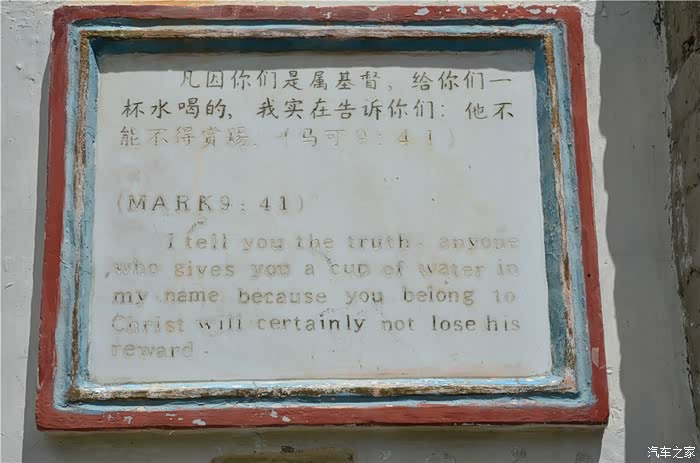 凡因你们是属基督，给你们一
杯水喝的，我实在告诉你们：他不
能不得赏赐。（马可9：41）
(MARK9:41)
I tell you the truth, anyone
who gives you a cup of water in
my name because you belong to
Christ will certainly not lose his
reward.
汽车之家